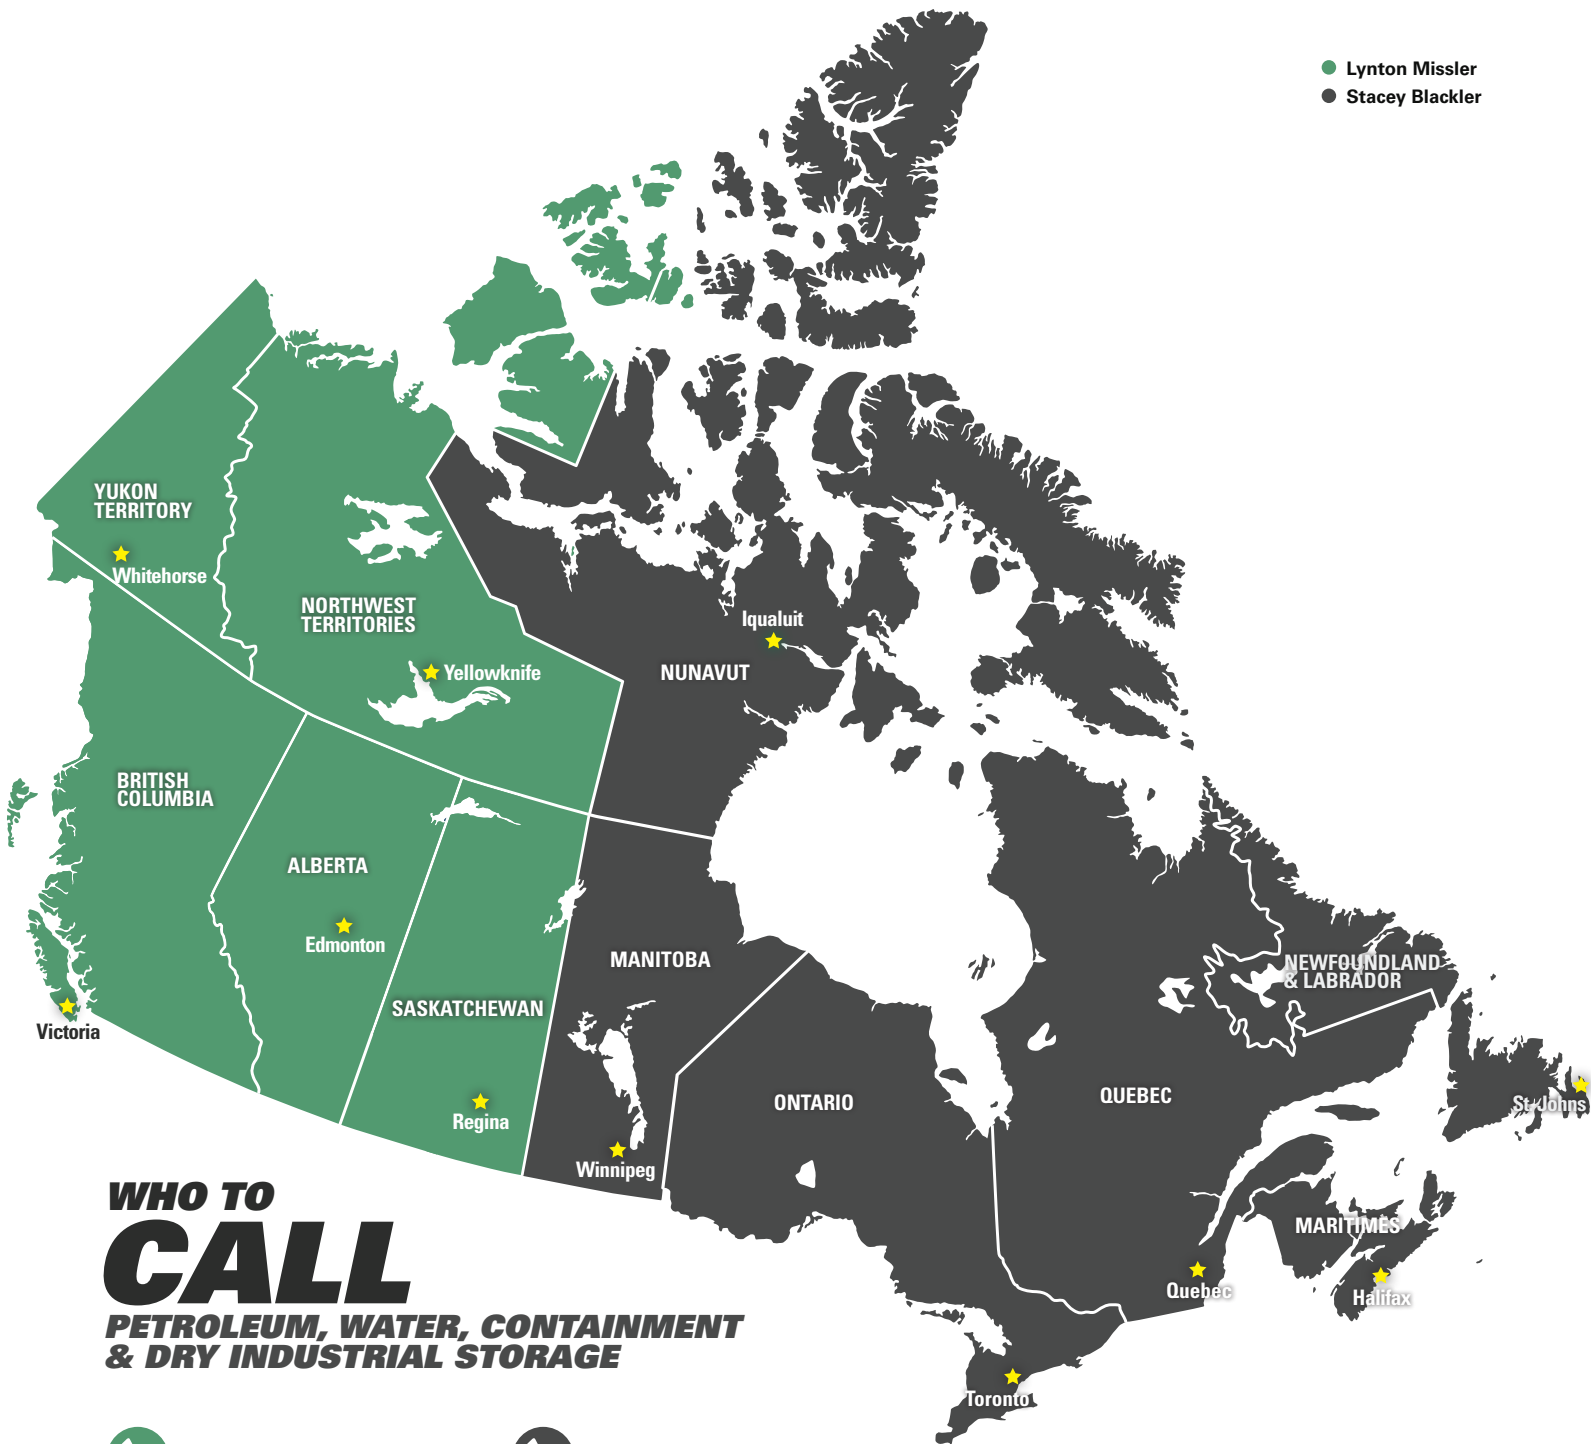 Lynton Missler
Stacey Blackler
YUKON
TERRITORY
Whitehorse
NORTHWEST
TERRITORIES
Yellowknife
Iqualuit
NUNAVUT
BRITISH
COLUMBIA
ALBERTA
Edmonton
SASKATCHEWAN
MANITOBA
NEWFOUNDLAND
& LABRADOR
Victoria
Regina
Winnipeg
ONTARIO
QUEBEC
St. Johns
MARITIMES
Quebec
Halifax
Toronto
WHO TO
CALL
PETROLEUM, WATER, CONTAINMENT
& DRY INDUSTRIAL STORAGE